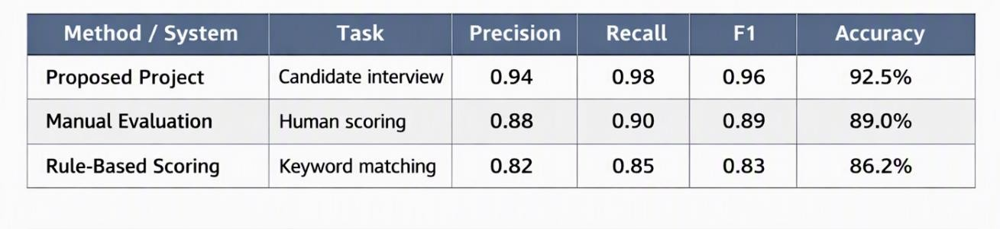 Method / System Task Precision Recall F1 Accuracy
Proposed Project Candidate interview 0.94 0.98 0.96 92.5%
Manual Evaluation Human scoring 0.88 0.90 0.89 89.0%
Rule-Based Scoring Keyword matching 0.82 0.85 0.83 86.2%